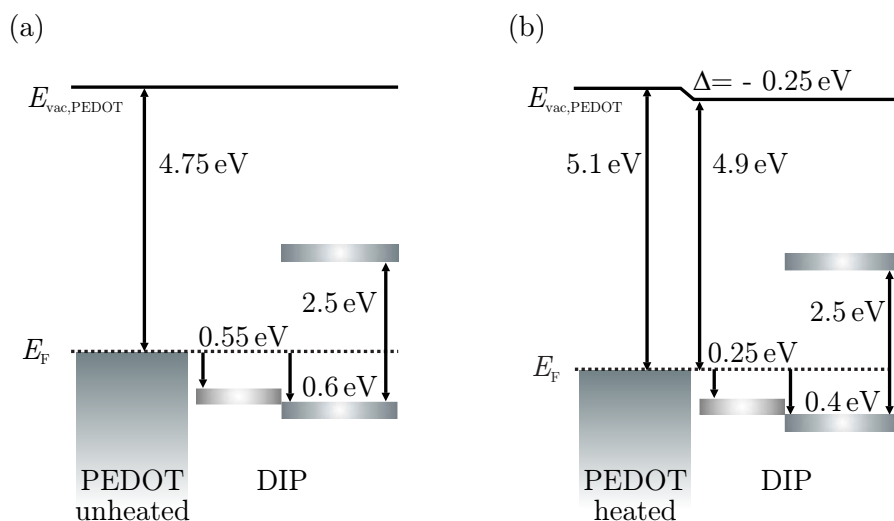 (a)
E_vac,PEDOT
4.75 eV
2.5 eV
0.55 eV
E_F
0.6 eV
PEDOT
unheated
DIP
(b)
Δ= - 0.25 eV
E_vac,PEDOT
5.1 eV
4.9 eV
2.5 eV
0.25 eV
E_F
0.4 eV
PEDOT
heated
DIP